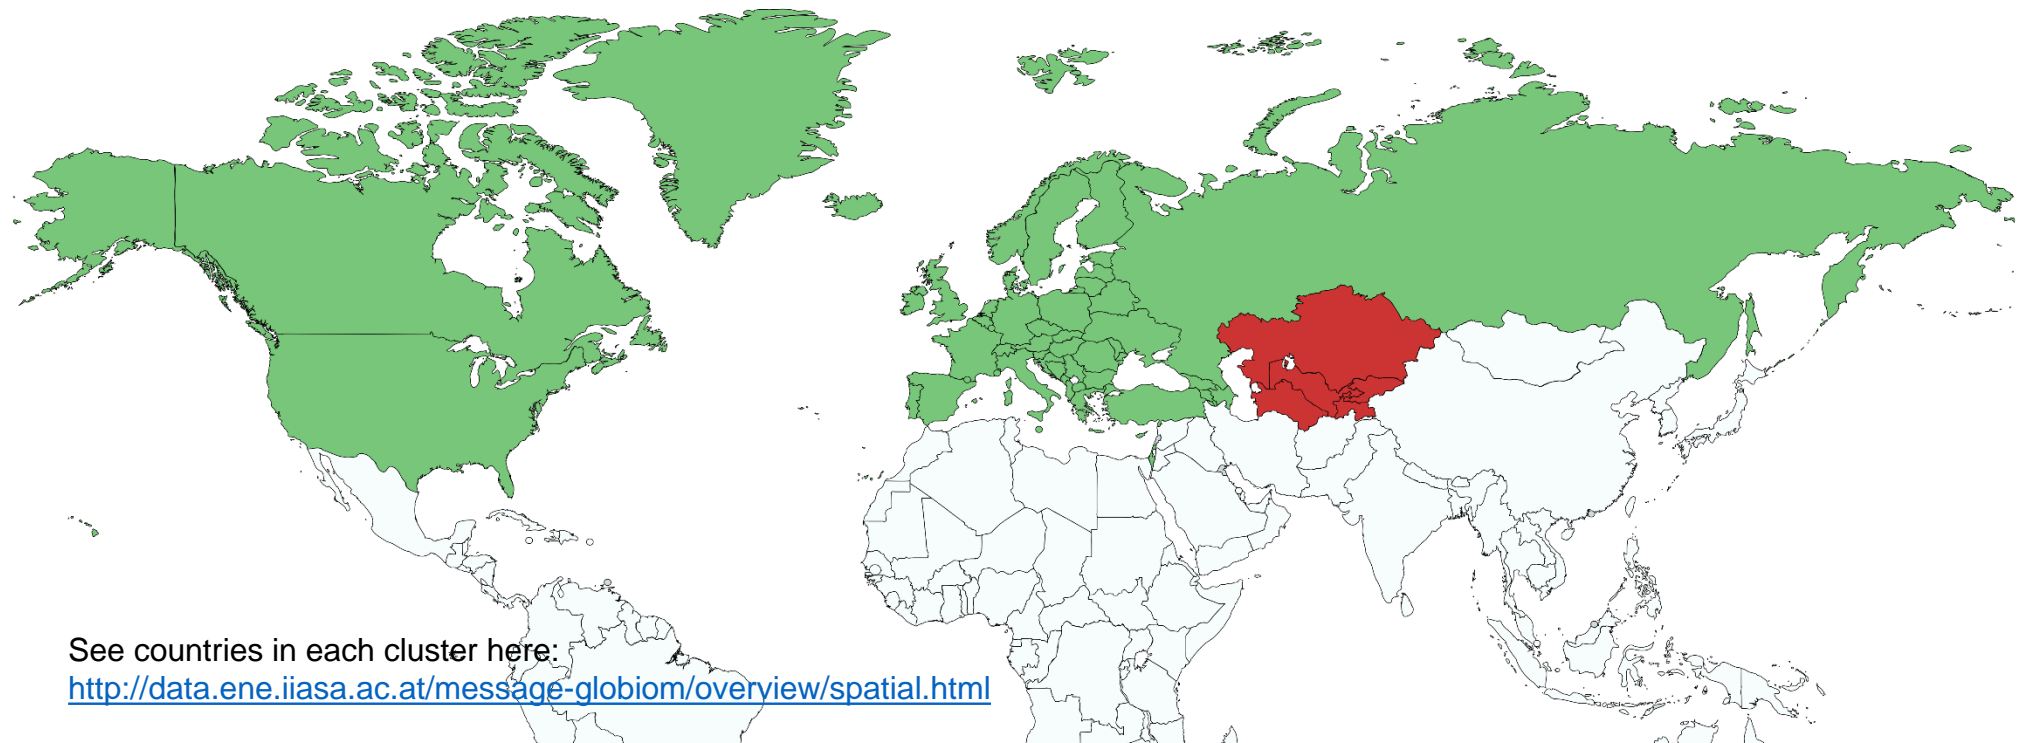 See countries in each cluster here:
http://data.ene.iiasa.ac.at/message-globiom/overview/spatial.html